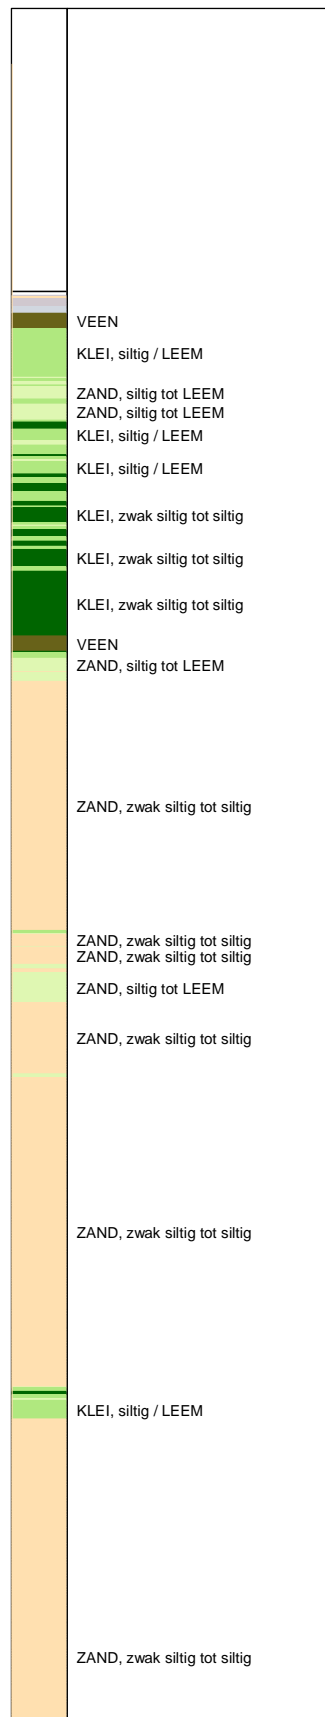 VEEN
KLEI, siltig / LEEM
ZAND, siltig tot LEEM
ZAND, siltig tot LEEM
KLEI, siltig / LEEM
KLEI, siltig / LEEM
KLEI, zwak siltig tot siltig
KLEI, zwak siltig tot siltig
KLEI, zwak siltig tot siltig
VEEN
ZAND, siltig tot LEEM
ZAND, zwak siltig tot siltig
ZAND, zwak siltig tot siltig
ZAND, zwak siltig tot siltig
ZAND, siltig tot LEEM
ZAND, zwak siltig tot siltig
ZAND, zwak siltig tot siltig
KLEI, siltig / LEEM
ZAND, zwak siltig tot siltig